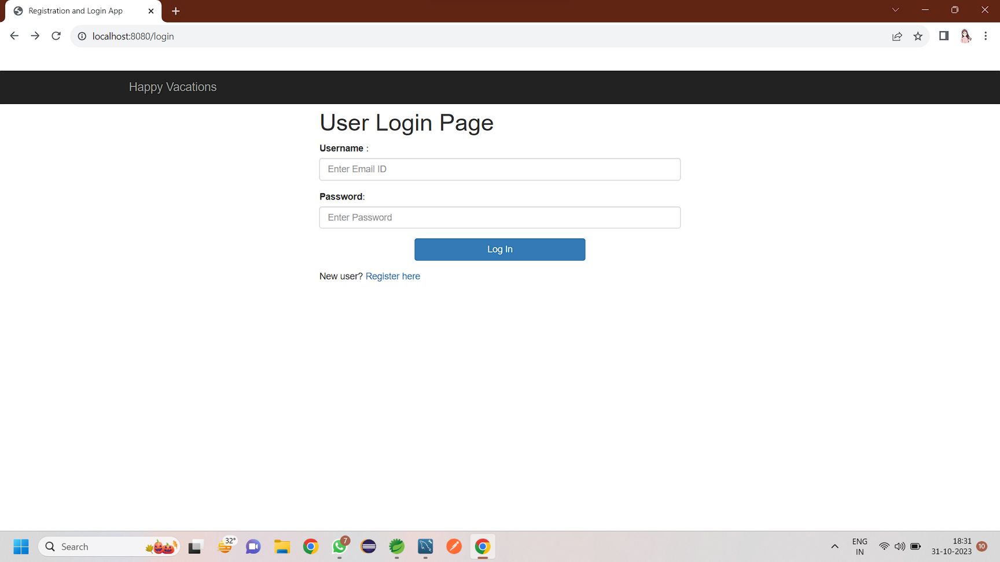 Registration and Login App
localhost:8080/login
Happy Vacations
User Login Page
Username :
Enter Email ID
Password:
Enter Password
Log In
New user? Register here
Search
32°
7
ENG
IN
18:31
31-10-2023
10